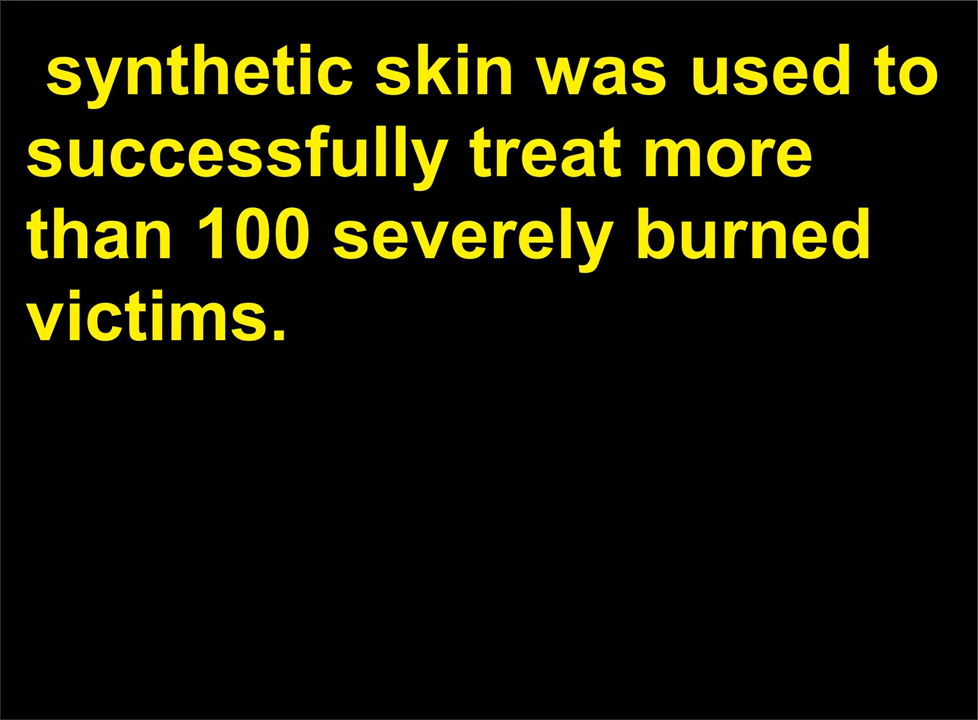 synthetic skin was used to
successfully treat more
than 100 severely burned
victims.